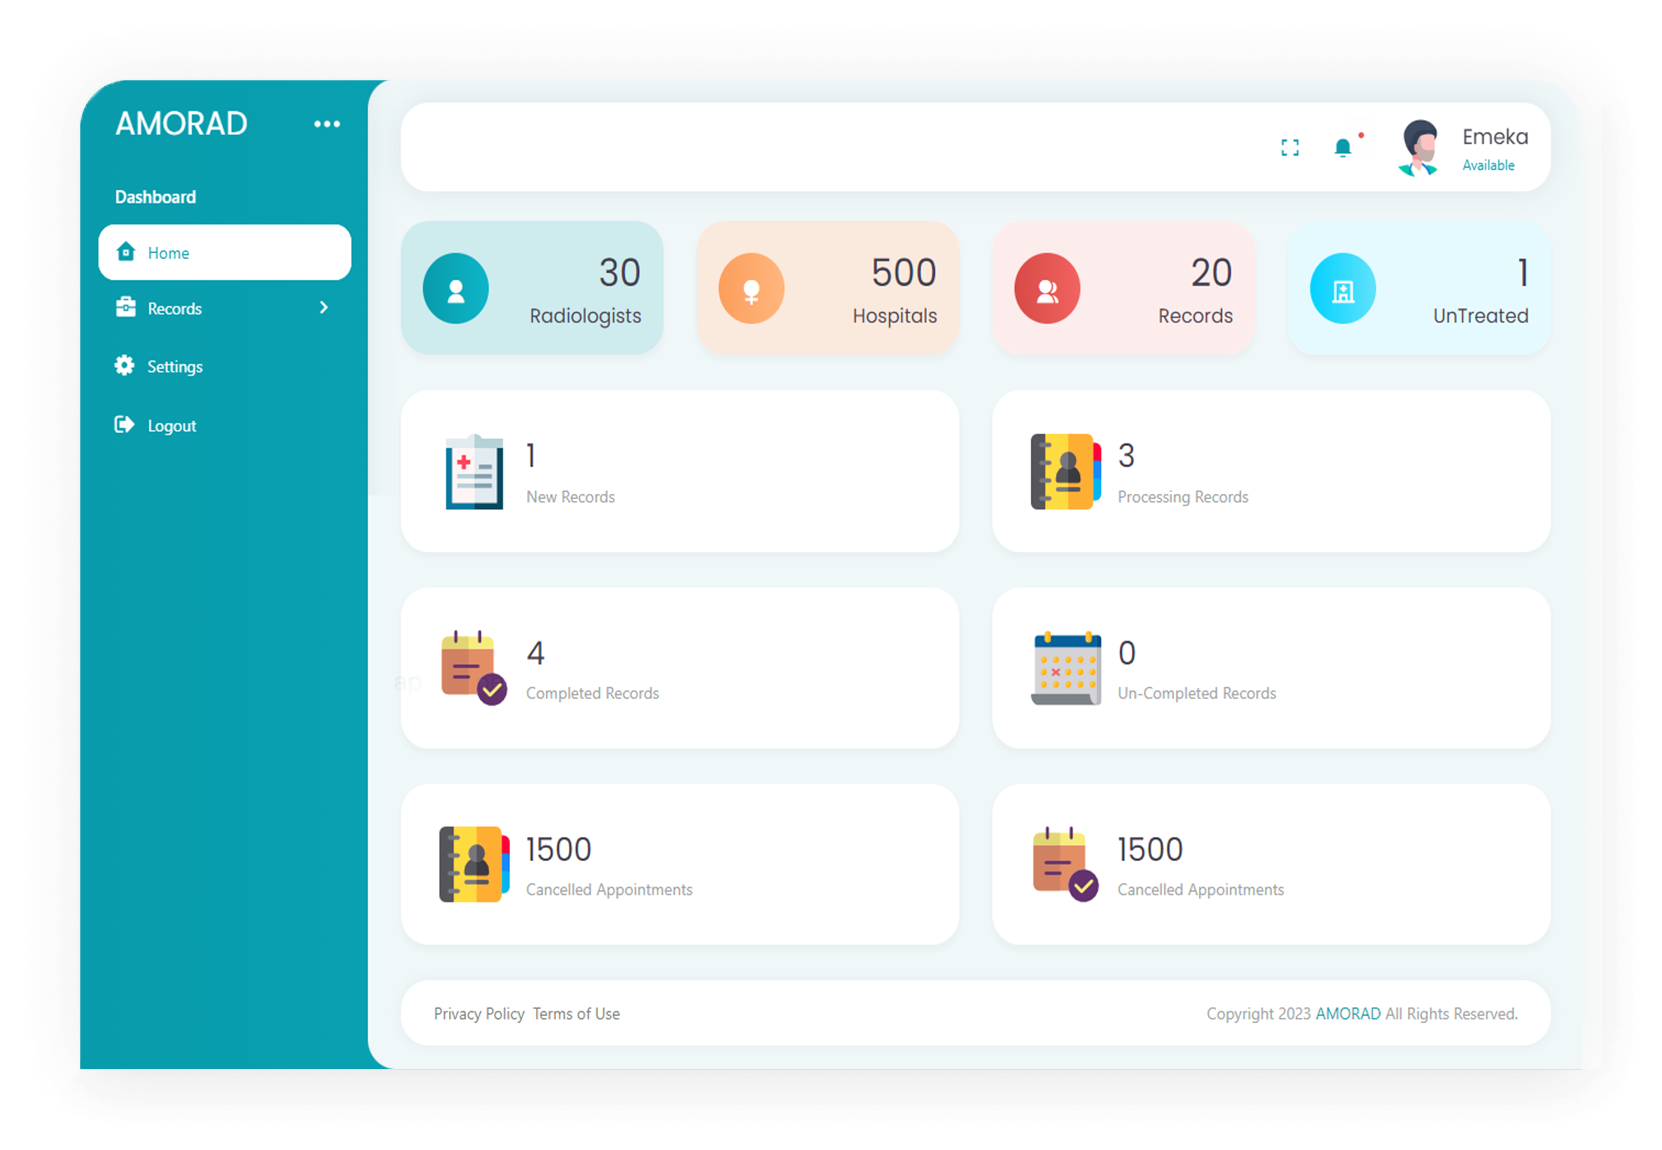 AMORAD
Dashboard
Home
Records
Settings
Logout
Emeka
Available
30
Radiologists
500
Hospitals
20
Records
1
UnTreated
1
New Records
3
Processing Records
4
Completed Records
0
Un-Completed Records
1500
Cancelled Appointments
1500
Cancelled Appointments
Privacy Policy Terms of Use
Copyright 2023 AMORAD All Rights Reserved.